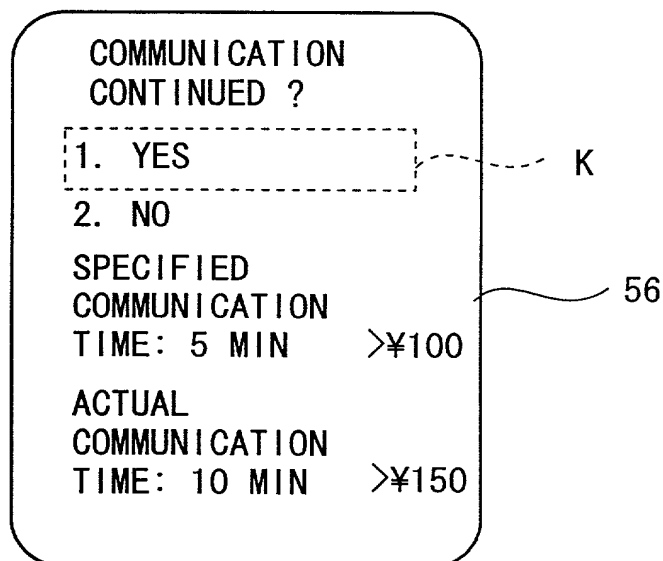 COMMUNICATION
CONTINUED ?
1. YES
K
2. NO
SPECIFIED
COMMUNICATION
56
TIME: 5 MIN >¥100
ACTUAL
COMMUNICATION
TIME: 10 MIN >¥150